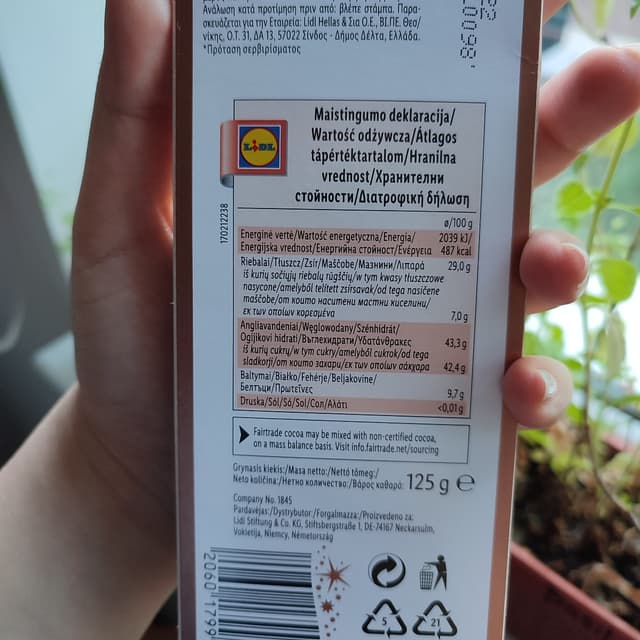 Ανάλωση κατά προτίμηση πριν από: βλέπε στάμπα. Παρα-
σκευάζεται για την Εταιρεία: Lidl Hellas & Σια Ο.Ε., ΒΙ.ΠΕ. Θεσ/
νίκης, Ο.Τ. 31, ΔΑ 13, 57022 Σίνδος - Δήμος Δέλτα, Ελλάδα.
*Πρόταση σερβιρίσματος
LIDL
Maistingumo deklaracija/
Wartość odżywcza/Átlagos
tápértéktartalom/Hranilna
vrednost/Хранителни
стойности/Διατροφική δήλωση
170212238
ø/100 g
Energinė vertė/Wartość energetyczna/Energia/ 2039 kJ/
Energijska vrednost/Енергийна стойност/Ενέργεια 487 kcal
Riebalai/Tłuszcz/Zsír/Maščobe/Мазнини/Λιπαρά 29,0 g
iš kurių sočiųjų riebalų rūgščių/w tym kwasy tłuszczowe
nasycone/amelyből telített zsírsavak/od tega nasičene
maščobe/от които наситени мастни киселини/
εκ των οποίων κορεσμένα 7,0 g
Angliavandeniai/Węglowodany/Szénhidrát/
Ogljikovi hidrati/Въглехидрати/Υδατάνθρακες 43,3 g
iš kurių cukrų/w tym cukry/amelyből cukrok/od tega
sladkorji/от които захари/εκ των οποίων σάκχαρα 42,4 g
Baltymai/Białko/Fehérje/Beljakovine/
Белтъци/Πρωτεΐνες 9,7 g
Druska/Sól/Só/Sol/Сол/Αλάτι <0,01 g
Fairtrade cocoa may be mixed with non-certified cocoa,
on a mass balance basis. Visit info.fairtrade.net/sourcing
Grynasis kiekis:/Masa netto:/Nettó tömeg:/
Neto količina:/Нетно количество:/Βάρος καθαρό: 125 g ℮
Company No. 1845
Pardavėjas:/Dystrybutor:/Forgalmazza:/Proizvedeno za:
Lidl Stiftung & Co. KG, Stiftsbergstraße 1, DE-74167 Neckarsulm,
Vokietija, Niemcy, Németország
5
21